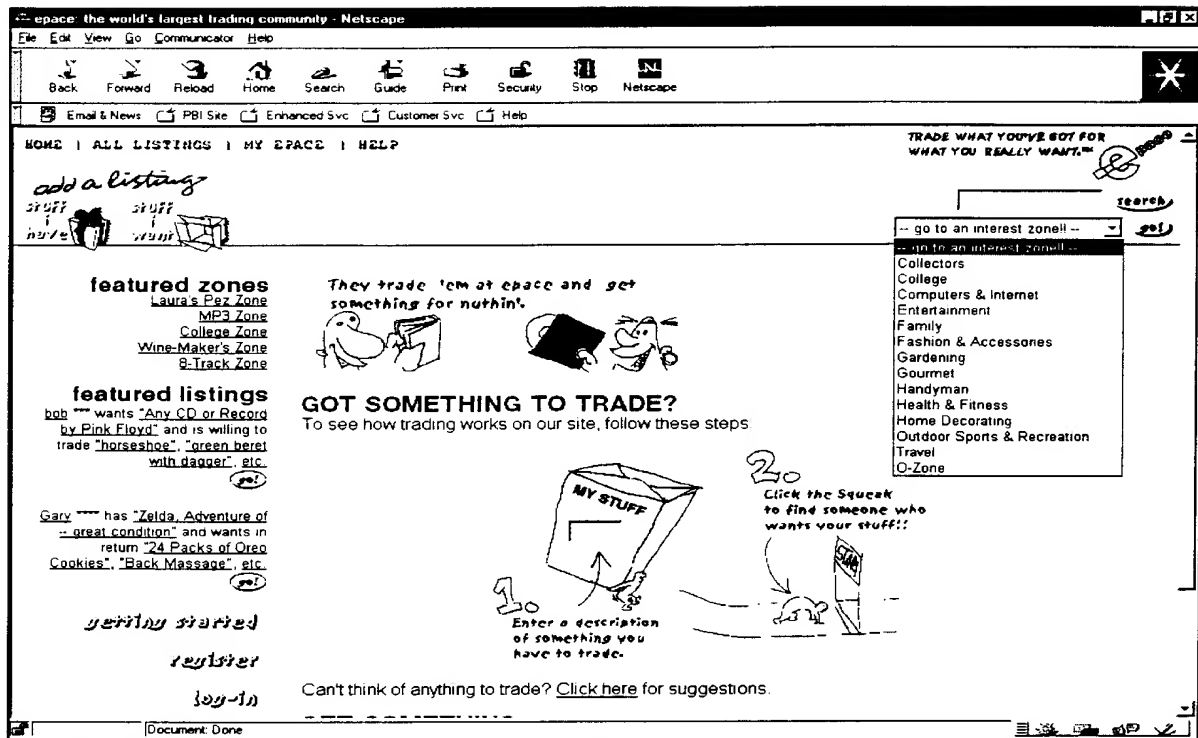 epace: the world's largest trading community - Netscape
File Edit View Go Communicator Help
Back Forward Reload Home Search Guide Print Security Stop Netscape
Email & News PBI Site Enhanced Svc Customer Svc Help
HOME | ALL LISTINGS | MY EPACE | HELP
TRADE WHAT YOU'VE GOT FOR
WHAT YOU REALLY WANT.™
epace
add a listing
stuff i have
stuff i want
search
-- go to an interest zone!! --
go!
-- go to an interest zone!! --
Collectors
College
Computers & Internet
Entertainment
Family
Fashion & Accessories
Gardening
Gourmet
Handyman
Health & Fitness
Home Decorating
Outdoor Sports & Recreation
Travel
O-Zone
featured zones
Laura's Pez Zone
MP3 Zone
College Zone
Wine-Maker's Zone
8-Track Zone
featured listings
bob **** wants "Any CD or Record
by Pink Floyd" and is willing to
trade "horseshoe", "green beret
with dagger", etc.
go!
Gary **** has "Zelda, Adventure of
-- great condition" and wants in
return "24 Packs of Oreo
Cookies", "Back Massage", etc.
go!
getting started
register
log-in
They trade 'em at epace and get
something for nuthin'.
GOT SOMETHING TO TRADE?
To see how trading works on our site, follow these steps
MY STUFF
1.
Enter a description
of something you
have to trade.
2.
Click the Squeak
to find someone who
wants your stuff!!
Can't think of anything to trade? Click here for suggestions.
Document: Done